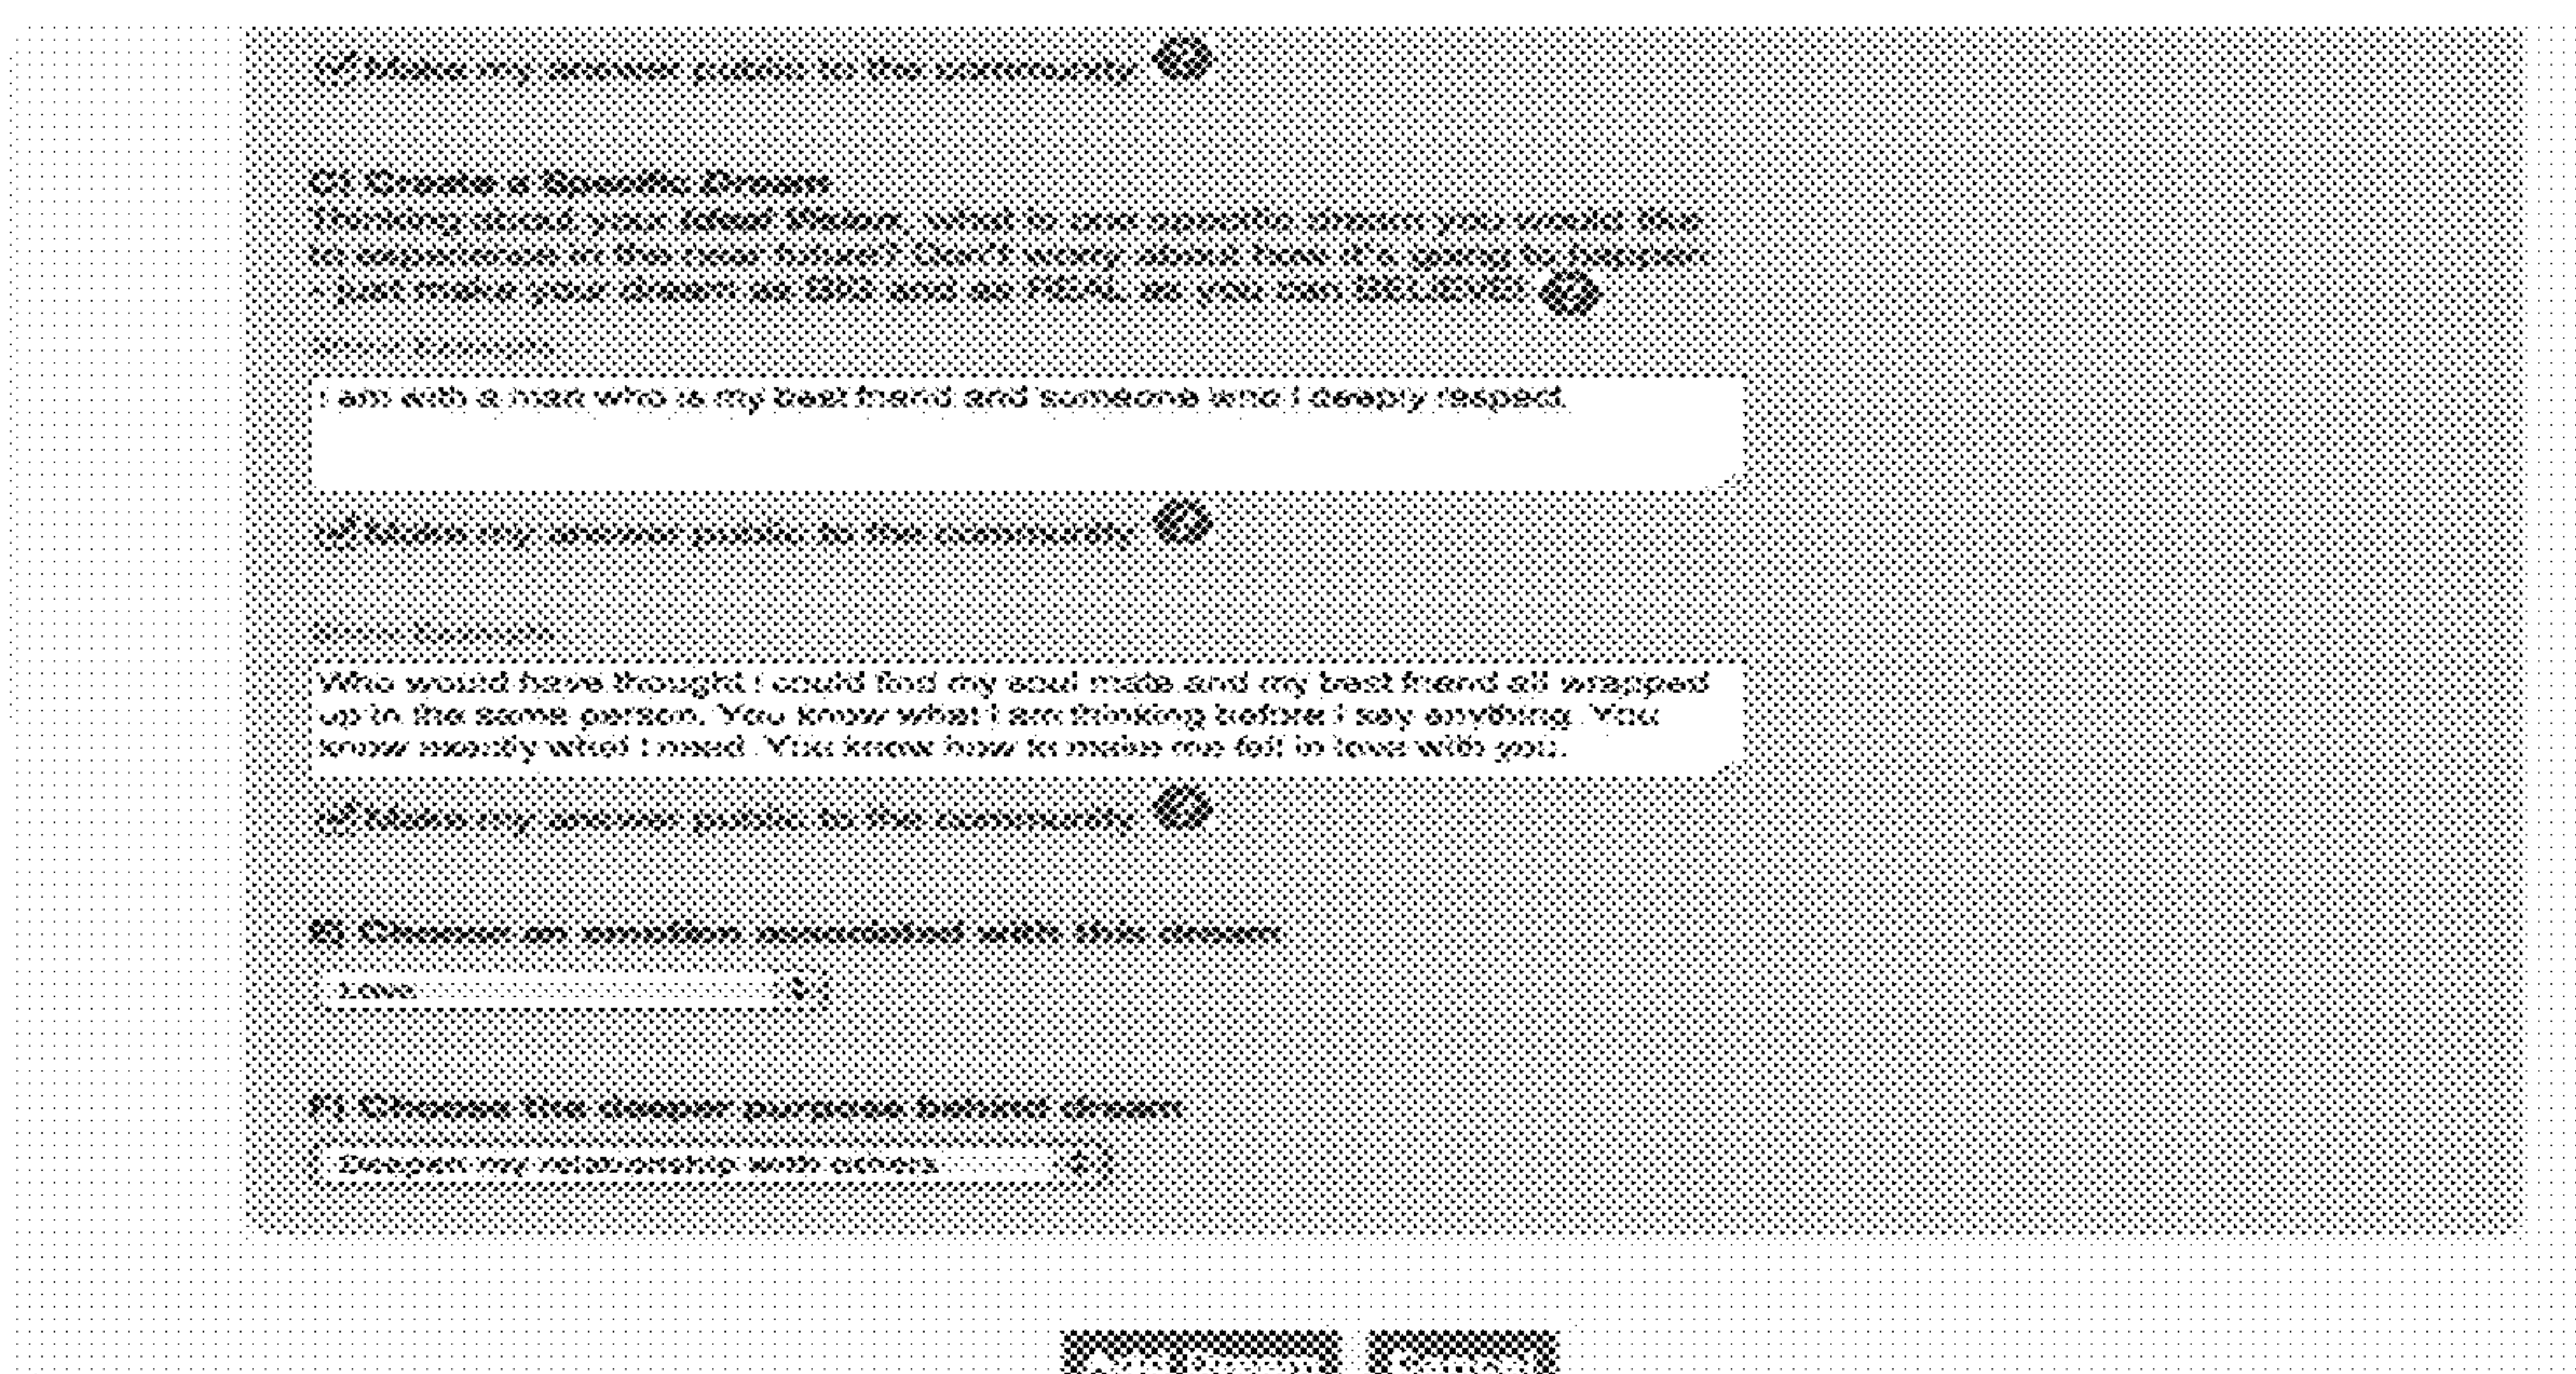 Make my answer public to the community
C) Create a Specific Dream
Thinking about your Ideal Vision, what is one specific dream you would like
to experience in the near future? Don't worry about how it's going to happen
- just make your dream as BIG and as REAL as you can BELIEVE!
Example
I am with a man who is my best friend and someone who I deeply respect.
Make my answer public to the community
Example
Who would have thought I could find my soul mate and my best friend all wrapped
up in the same person. You know what I am thinking before I say anything. You
know exactly what I need. You know how to make me fall in love with you.
Make my answer public to the community
E) Choose an emotion associated with this dream
Love
F) Choose the deeper purpose behind dream
Deepen my relationship with others